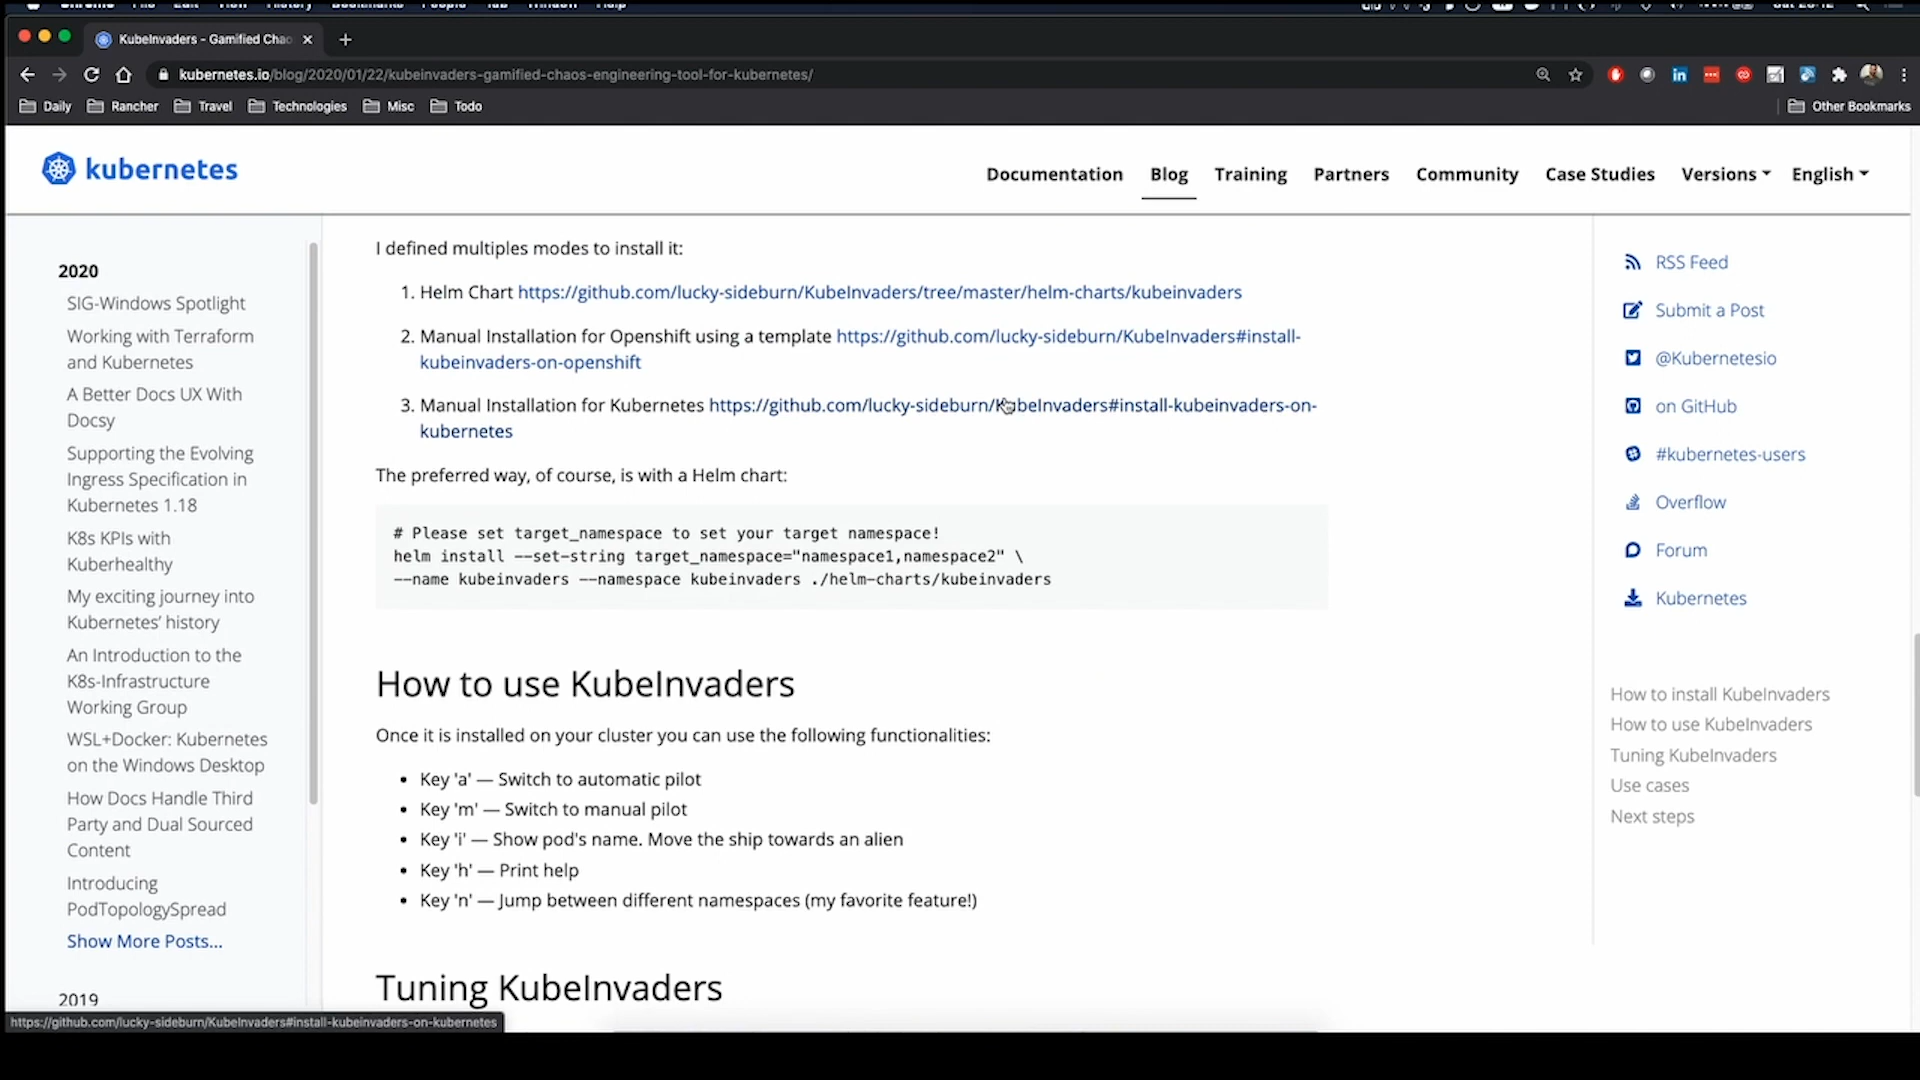 Chrome File Edit View History Bookmarks People Tab Window Help
KubeInvaders - Gamified Chao
kubernetes.io/blog/2020/01/22/kubeinvaders-gamified-chaos-engineering-tool-for-kubernetes/
Daily Rancher Travel Technologies Misc Todo Other Bookmarks
kubernetes
Documentation Blog Training Partners Community Case Studies Versions English
2020
SIG-Windows Spotlight
Working with Terraform
and Kubernetes
A Better Docs UX With
Docsy
Supporting the Evolving
Ingress Specification in
Kubernetes 1.18
K8s KPIs with
Kuberhealthy
My exciting journey into
Kubernetes’ history
An Introduction to the
K8s-Infrastructure
Working Group
WSL+Docker: Kubernetes
on the Windows Desktop
How Docs Handle Third
Party and Dual Sourced
Content
Introducing
PodTopologySpread
Show More Posts...
2019
I defined multiples modes to install it:
1. Helm Chart https://github.com/lucky-sideburn/KubeInvaders/tree/master/helm-charts/kubeinvaders
2. Manual Installation for Openshift using a template https://github.com/lucky-sideburn/KubeInvaders#install-
kubeinvaders-on-openshift
3. Manual Installation for Kubernetes https://github.com/lucky-sideburn/KubeInvaders#install-kubeinvaders-on-
kubernetes
The preferred way, of course, is with a Helm chart:
# Please set target_namespace to set your target namespace!
helm install --set-string target_namespace="namespace1,namespace2" \
--name kubeinvaders --namespace kubeinvaders ./helm-charts/kubeinvaders
How to use KubeInvaders
Once it is installed on your cluster you can use the following functionalities:
• Key 'a' — Switch to automatic pilot
• Key 'm' — Switch to manual pilot
• Key 'i' — Show pod's name. Move the ship towards an alien
• Key 'h' — Print help
• Key 'n' — Jump between different namespaces (my favorite feature!)
Tuning KubeInvaders
RSS Feed
Submit a Post
@Kubernetesio
on GitHub
#kubernetes-users
Overflow
Forum
Kubernetes
How to install KubeInvaders
How to use KubeInvaders
Tuning KubeInvaders
Use cases
Next steps
https://github.com/lucky-sideburn/KubeInvaders#install-kubeinvaders-on-kubernetes